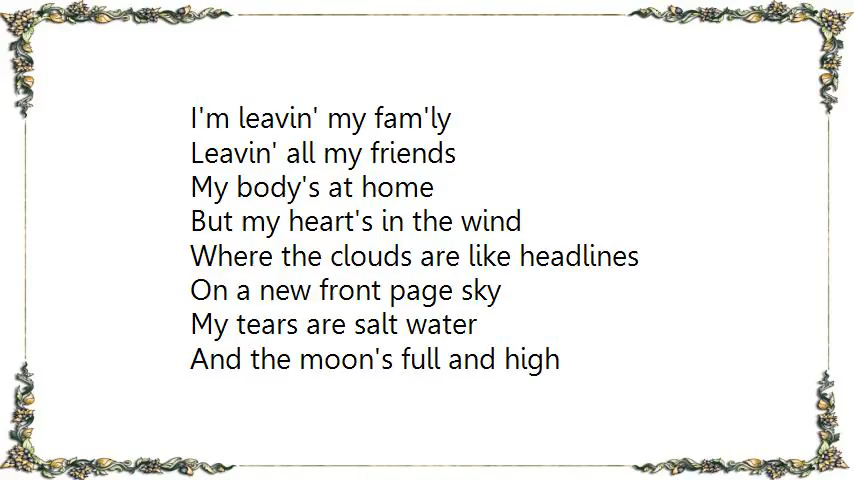 I'm leavin' my fam'ly
Leavin' all my friends
My body's at home
But my heart's in the wind
Where the clouds are like headlines
On a new front page sky
My tears are salt water
And the moon's full and high